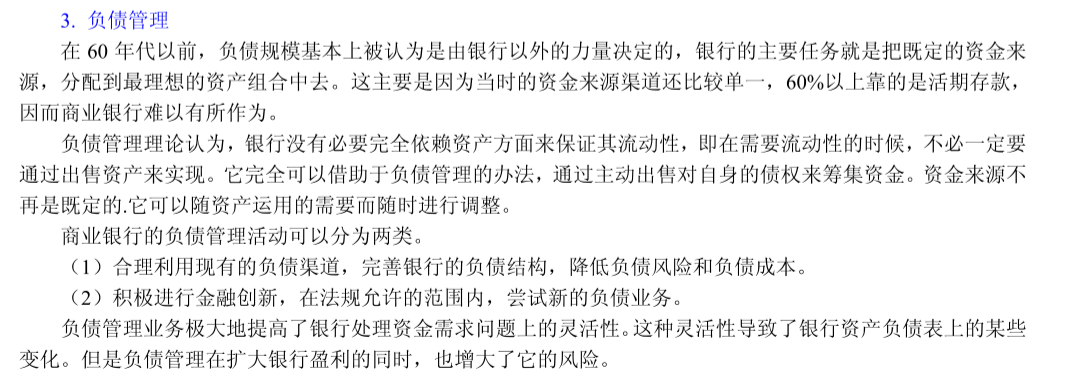 3. 负债管理
在 60 年代以前，负债规模基本上被认为是由银行以外的力量决定的，银行的主要任务就是把既定的资金来
源，分配到最理想的资产组合中去。这主要是因为当时的资金来源渠道还比较单一，60%以上靠的是活期存款，
因而商业银行难以有所作为。
负债管理理论认为，银行没有必要完全依赖资产方面来保证其流动性，即在需要流动性的时候，不必一定要
通过出售资产来实现。它完全可以借助于负债管理的办法，通过主动出售对自身的债权来筹集资金。资金来源不
再是既定的.它可以随资产运用的需要而随时进行调整。
商业银行的负债管理活动可以分为两类。
（1）合理利用现有的负债渠道，完善银行的负债结构，降低负债风险和负债成本。
（2）积极进行金融创新，在法规允许的范围内，尝试新的负债业务。
负债管理业务极大地提高了银行处理资金需求问题上的灵活性。这种灵活性导致了银行资产负债表上的某些
变化。但是负债管理在扩大银行盈利的同时，也增大了它的风险。